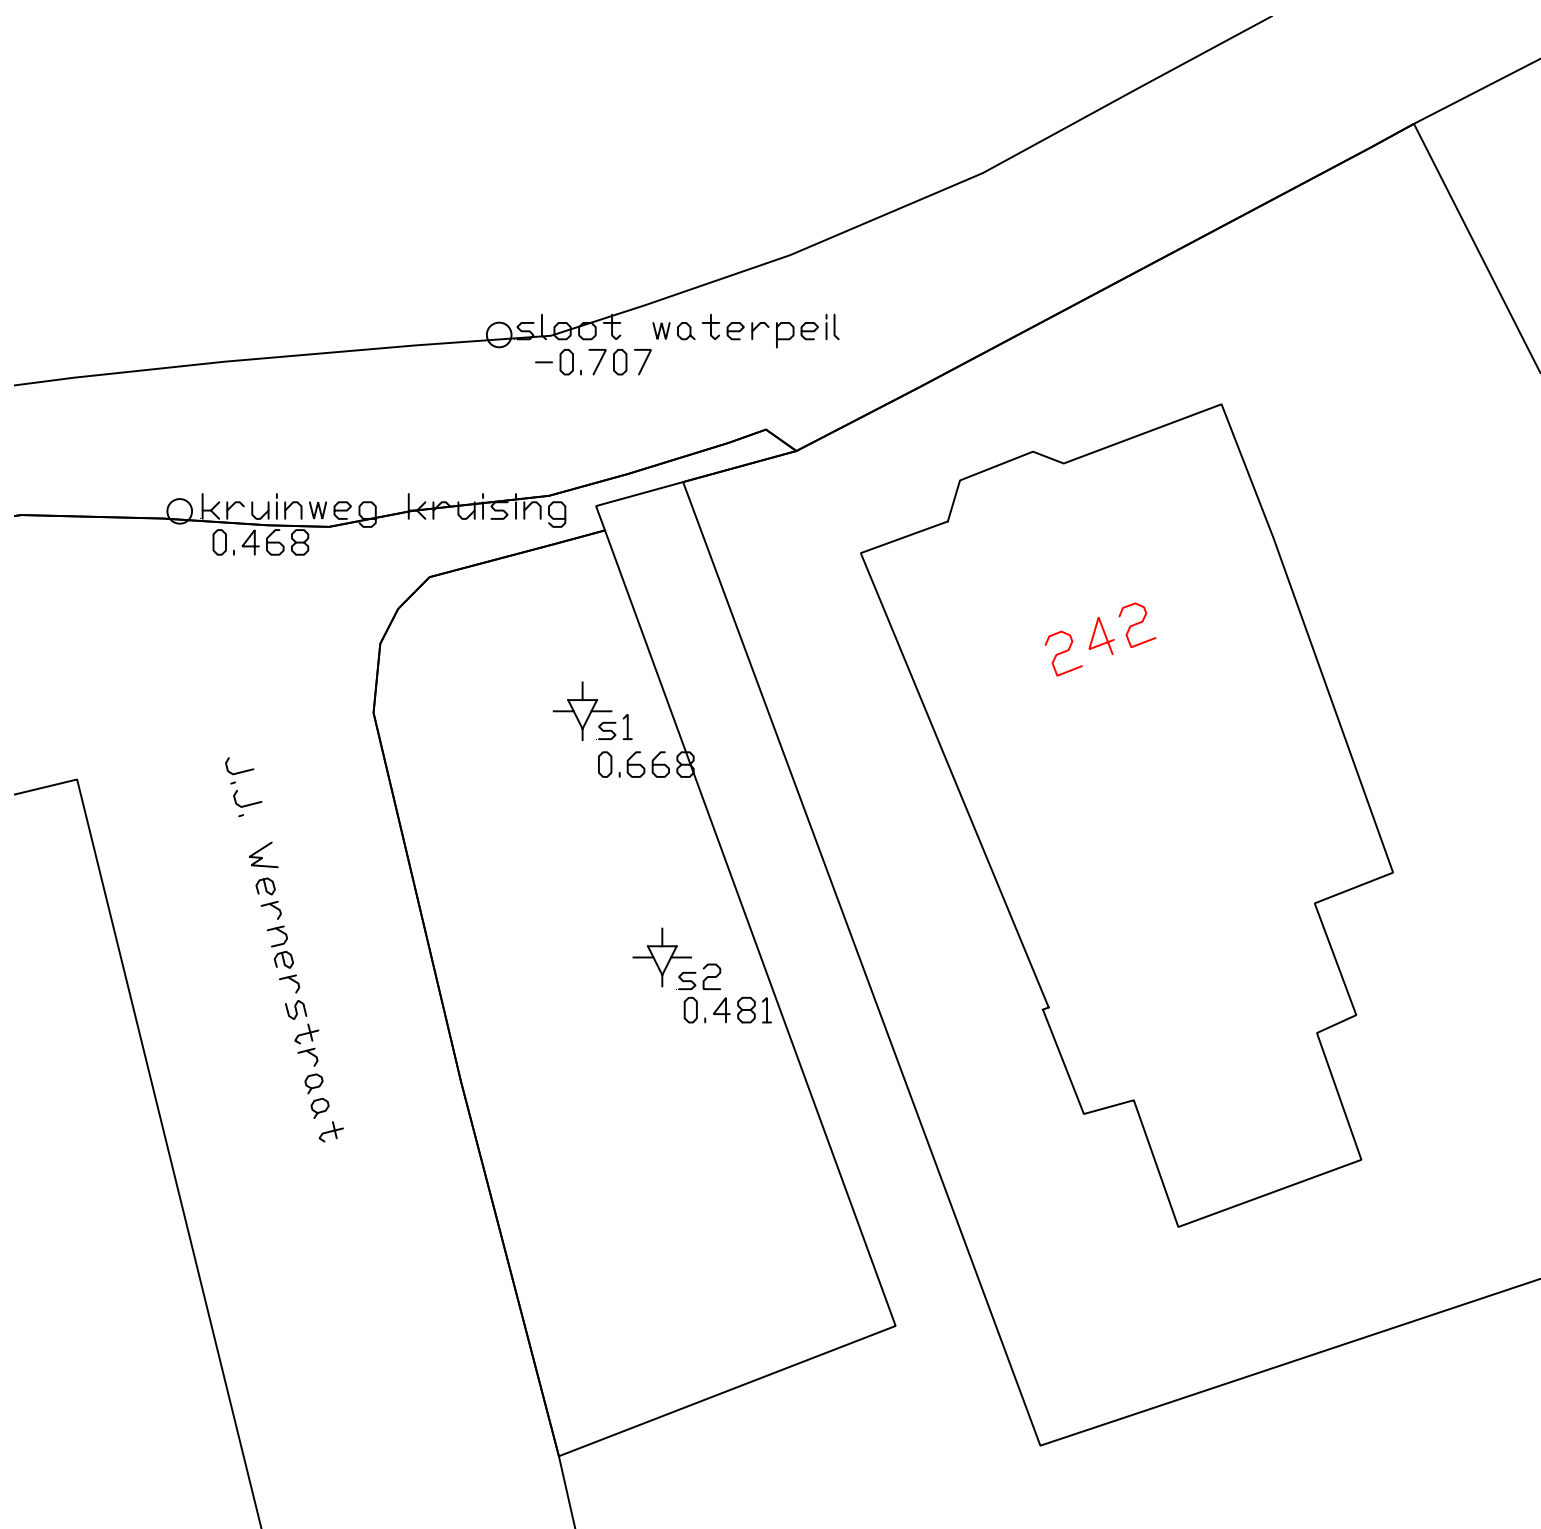 sloot waterpeil
-0.707
kruinweg kruising
0.468
242
s1
0.668
J.J. Wernerstraat
s2
0.481